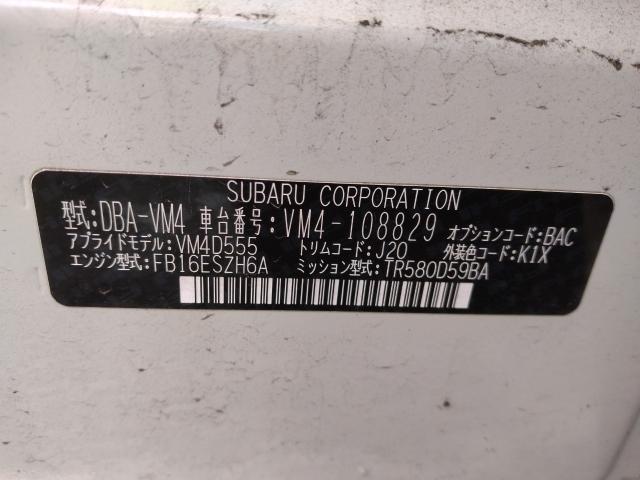 SUBARU CORPORATION
型式:DBA-VM4 車台番号:VM4-108829 オプションコード:BAC
アプライドモデル:VM4D555 トリムコード:J20 外装色コード:K1X
エンジン型式:FB16ESZH6A ミッション型式:TR580D59BA